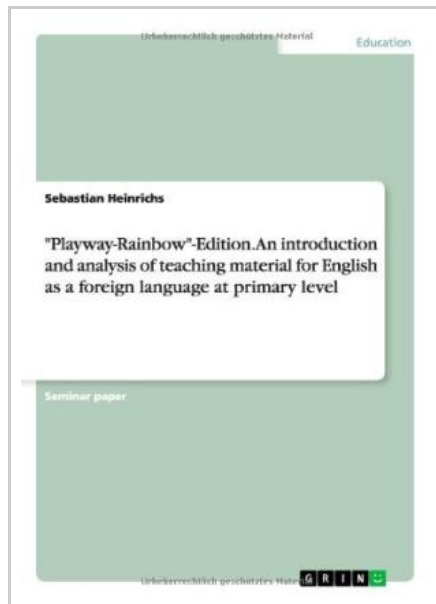 Urheberrechtlich geschütztes Material
Education
Sebastian Heinrichs
"Playway-Rainbow"-Edition. An introduction
and analysis of teaching material for English
as a foreign language at primary level
Seminar paper
Urheberrechtlich geschütztes Material
GRIN